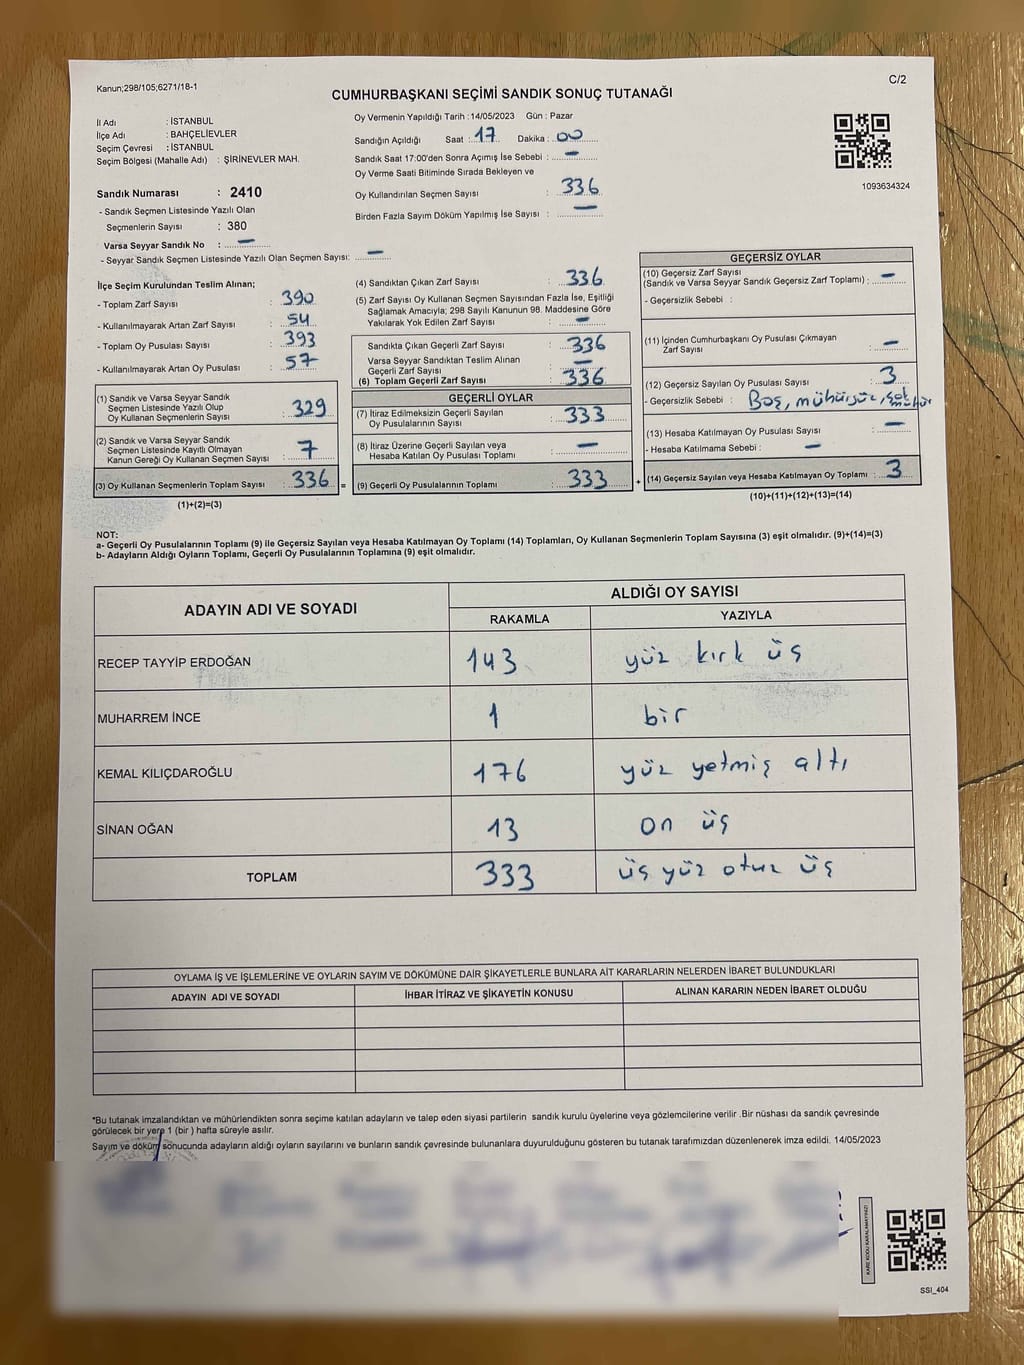 Kanun;298/105;6271/18-1
C/2
CUMHURBAŞKANI SEÇİMİ SANDIK SONUÇ TUTANAĞI
İl Adı : İSTANBUL
İlçe Adı : BAHÇELİEVLER
Seçim Çevresi : İSTANBUL
Seçim Bölgesi (Mahalle Adı) : ŞİRİNEVLER MAH.
Sandık Numarası : 2410
- Sandık Seçmen Listesinde Yazılı Olan
Seçmenlerin Sayısı : 380
Varsa Seyyar Sandık No : —
- Seyyar Sandık Seçmen Listesinde Yazılı Olan Seçmen Sayısı: —
Oy Vermenin Yapıldığı Tarih : 14/05/2023 Gün : Pazar
Sandığın Açıldığı Saat : 17 Dakika : 00
Sandık Saat 17:00'den Sonra Açımış İse Sebebi : —
Oy Verme Saati Bitiminde Sırada Bekleyen ve
Oy Kullandırılan Seçmen Sayısı : 336
Birden Fazla Sayım Döküm Yapılmış İse Sayısı : —
1093634324
İlçe Seçim Kurulundan Teslim Alınan;
- Toplam Zarf Sayısı : 390
- Kullanılmayarak Artan Zarf Sayısı : 54
- Toplam Oy Pusulası Sayısı : 393
- Kullanılmayarak Artan Oy Pusulası : 57
(1) Sandık ve Varsa Seyyar Sandık
Seçmen Listesinde Yazılı Olup
Oy Kullanan Seçmenlerin Sayısı : 329
(2) Sandık ve Varsa Seyyar Sandık
Seçmen Listesinde Kayıtlı Olmayan
Kanun Gereği Oy Kullanan Seçmen Sayısı : 7
(3) Oy Kullanan Seçmenlerin Toplam Sayısı : 336 =
(1)+(2)=(3)
(4) Sandıktan Çıkan Zarf Sayısı : 336
(5) Zarf Sayısı Oy Kullanan Seçmen Sayısından Fazla İse, Eşitliği
Sağlamak Amacıyla; 298 Sayılı Kanunun 98. Maddesine Göre
Yakılarak Yok Edilen Zarf Sayısı : —
Sandıkta Çıkan Geçerli Zarf Sayısı : 336
Varsa Seyyar Sandıktan Teslim Alınan
Geçerli Zarf Sayısı : —
(6) Toplam Geçerli Zarf Sayısı : 336
GEÇERLİ OYLAR
(7) İtiraz Edilmeksizin Geçerli Sayılan
Oy Pusulalarının Sayısı : 333
(8) İtiraz Üzerine Geçerli Sayılan veya
Hesaba Katılan Oy Pusulası Toplamı : —
(9) Geçerli Oy Pusulalarının Toplamı : 333 +
GEÇERSİZ OYLAR
(10) Geçersiz Zarf Sayısı
(Sandık ve Varsa Seyyar Sandık Geçersiz Zarf Toplamı) : —
- Geçersizlik Sebebi :
(11) İçinden Cumhurbaşkanı Oy Pusulası Çıkmayan
Zarf Sayısı : —
(12) Geçersiz Sayılan Oy Pusulası Sayısı : 3
- Geçersizlik Sebebi : Boş, mühürsüz, çok mühür
(13) Hesaba Katılmayan Oy Pusulası Sayısı : —
- Hesaba Katılmama Sebebi : —
(14) Geçersiz Sayılan veya Hesaba Katılmayan Oy Toplamı : 3
(10)+(11)+(12)+(13)=(14)
NOT:
a- Geçerli Oy Pusulalarının Toplamı (9) ile Geçersiz Sayılan veya Hesaba Katılmayan Oy Toplamı (14) Toplamları, Oy Kullanan Seçmenlerin Toplam Sayısına (3) eşit olmalıdır. (9)+(14)=(3)
b- Adayların Aldığı Oyların Toplamı, Geçerli Oy Pusulalarının Toplamına (9) eşit olmalıdır.
ADAYIN ADI VE SOYADI ALDIĞI OY SAYISI
RAKAMLA YAZIYLA
RECEP TAYYİP ERDOĞAN 143 yüz kırk üç
MUHARREM İNCE 1 bir
KEMAL KILIÇDAROĞLU 176 yüz yetmiş altı
SİNAN OĞAN 13 on üç
TOPLAM 333 üç yüz otuz üç
OYLAMA İŞ VE İŞLEMLERİNE VE OYLARIN SAYIM VE DÖKÜMÜNE DAİR ŞİKAYETLERLE BUNLARA AİT KARARLARIN NELERDEN İBARET BULUNDUKLARI
ADAYIN ADI VE SOYADI İHBAR İTİRAZ VE ŞİKAYETİN KONUSU ALINAN KARARIN NEDEN İBARET OLDUĞU
*Bu tutanak imzalandıktan ve mühürlendikten sonra seçime katılan adayların ve talep eden siyasi partilerin sandık kurulu üyelerine veya gözlemcilerine verilir .Bir nüshası da sandık çevresinde
görülecek bir yere 1 (bir ) hafta süreyle asılır.
Sayım ve döküm sonucunda adayların aldığı oyların sayılarını ve bunların sandık çevresinde bulunanlara duyurulduğunu gösteren bu tutanak tarafımızdan düzenlenerek imza edildi. 14/05/2023
KARE KODU KARALAMAYINIZ!
SSI_404